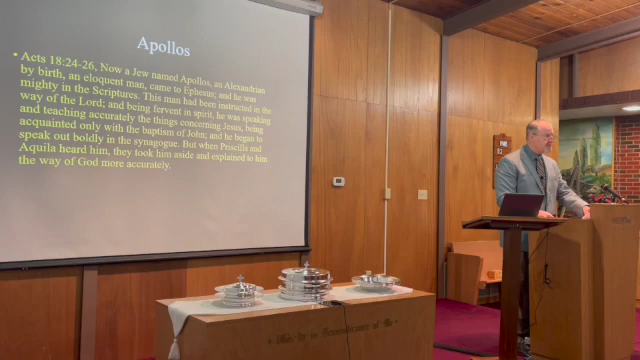 Apollos
• Acts 18:24-26, Now a Jew named Apollos, an Alexandrian
by birth, an eloquent man, came to Ephesus; and he was
mighty in the Scriptures. This man had been instructed in the
way of the Lord; and being fervent in spirit, he was speaking
and teaching accurately the things concerning Jesus, being
acquainted only with the baptism of John; and he began to
speak out boldly in the synagogue. But when Priscilla and
Aquila heard him, they took him aside and explained to him
the way of God more accurately.
in Remembrance of Me